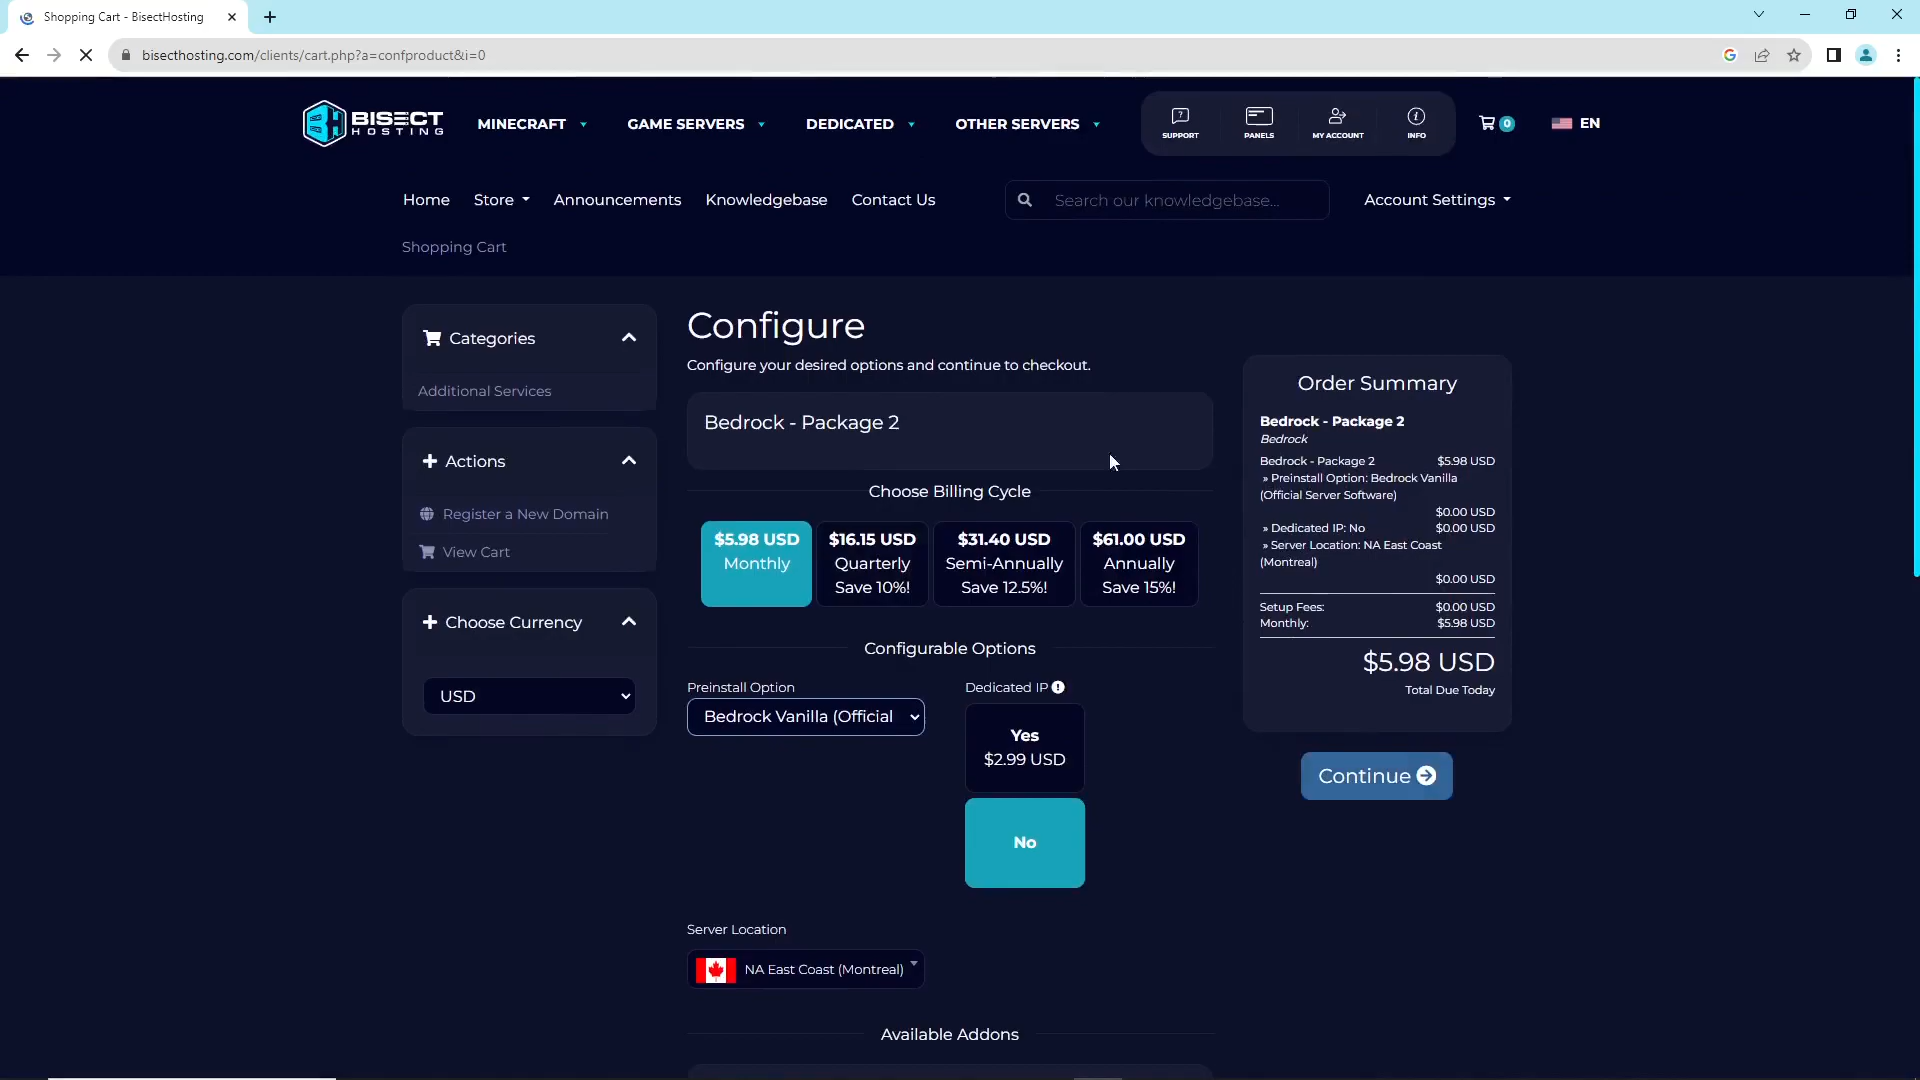 Shopping Cart - BisectHosting
bisecthosting.com/clients/cart.php?a=confproduct&i=0
BISECT
HOSTING
MINECRAFT
GAME SERVERS
DEDICATED
OTHER SERVERS
SUPPORT
PANELS
MY ACCOUNT
INFO
0
EN
Home
Store
Announcements
Knowledgebase
Contact Us
Search our knowledgebase...
Account Settings
Shopping Cart
Categories
Additional Services
Actions
Register a New Domain
View Cart
Choose Currency
USD
Configure
Configure your desired options and continue to checkout.
Bedrock - Package 2
Choose Billing Cycle
$5.98 USD
Monthly
$16.15 USD
Quarterly
Save 10%!
$31.40 USD
Semi-Annually
Save 12.5%!
$61.00 USD
Annually
Save 15%!
Configurable Options
Preinstall Option
Bedrock Vanilla (Official
Dedicated IP
Yes
$2.99 USD
No
Server Location
NA East Coast (Montreal)
Available Addons
Order Summary
Bedrock - Package 2
Bedrock
Bedrock - Package 2 $5.98 USD
» Preinstall Option: Bedrock Vanilla
(Official Server Software)
$0.00 USD
» Dedicated IP: No $0.00 USD
» Server Location: NA East Coast
(Montreal)
$0.00 USD
Setup Fees: $0.00 USD
Monthly: $5.98 USD
$5.98 USD
Total Due Today
Continue